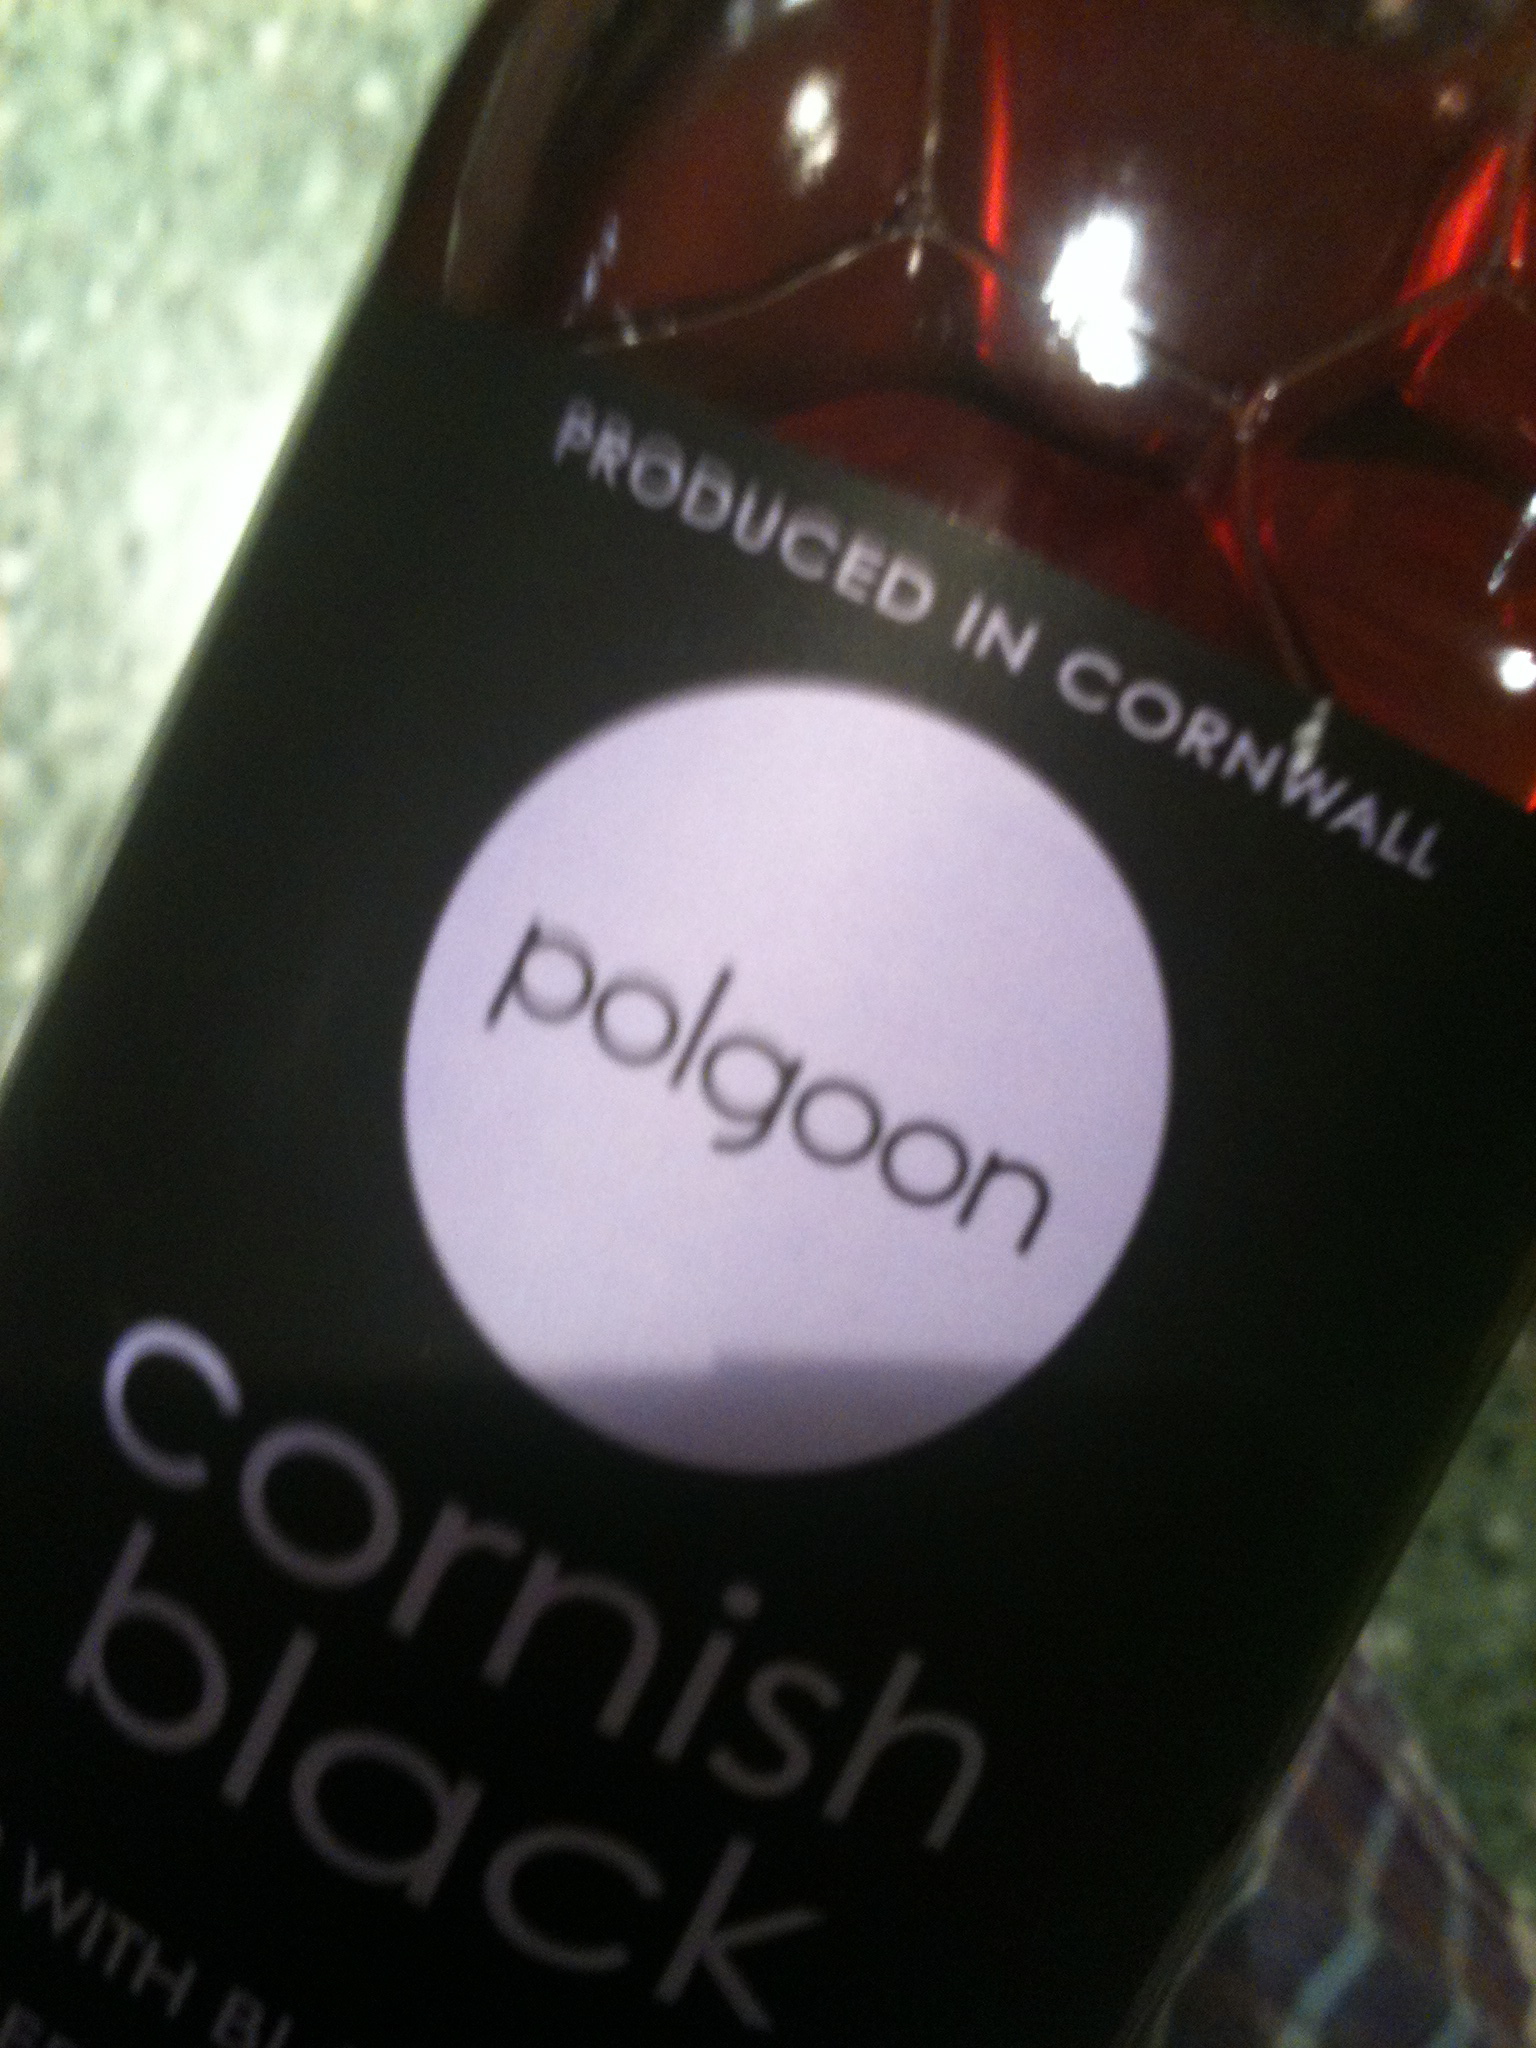 PRODUCED IN CORNWALL
polgoon
cornish
black
WITH